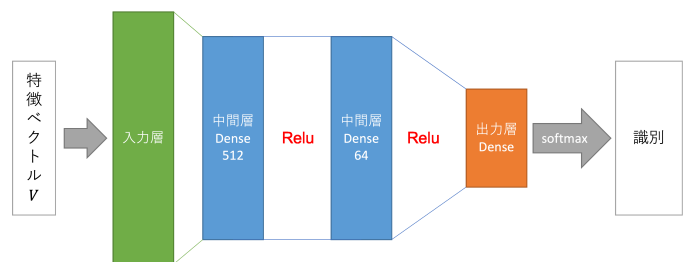 特徴ベクトルV
入力層
中間層
Dense
512
Relu
中間層
Dense
64
Relu
出力層
Dense
softmax
識別